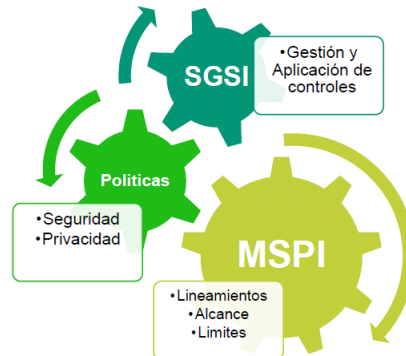 SGSI
•Gestión y
Aplicación de
controles
Politicas
•Seguridad
•Privacidad
MSPI
•Lineamientos
•Alcance
•Limites